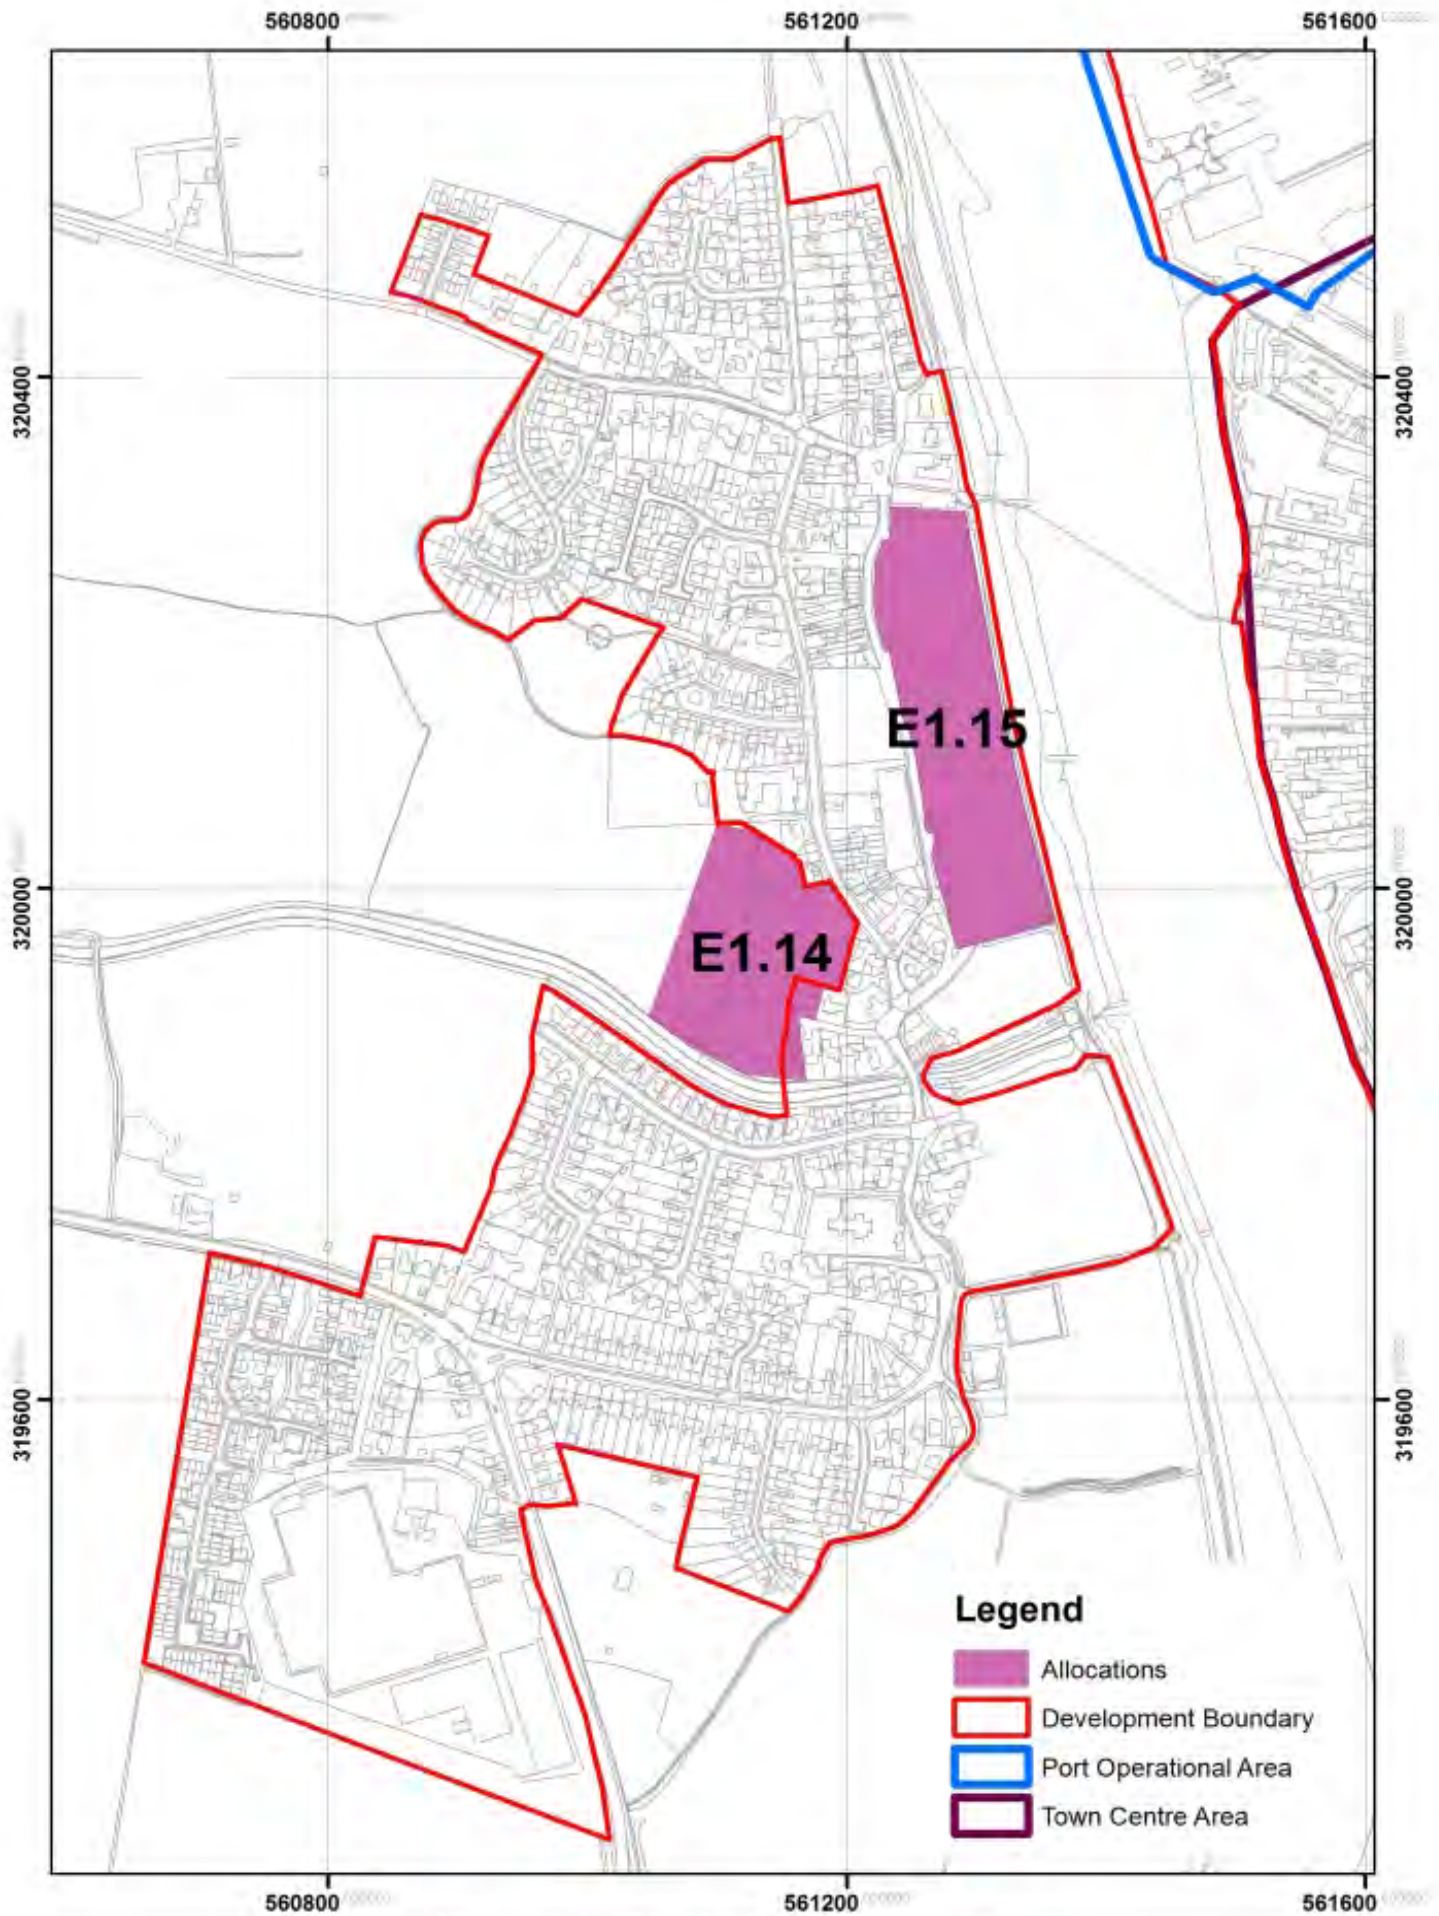 560800 561200 561600
320400 320400
E1.15
320000 320000
E1.14
319600 319600
Legend
Allocations
Development Boundary
Port Operational Area
Town Centre Area
560800 561200 561600